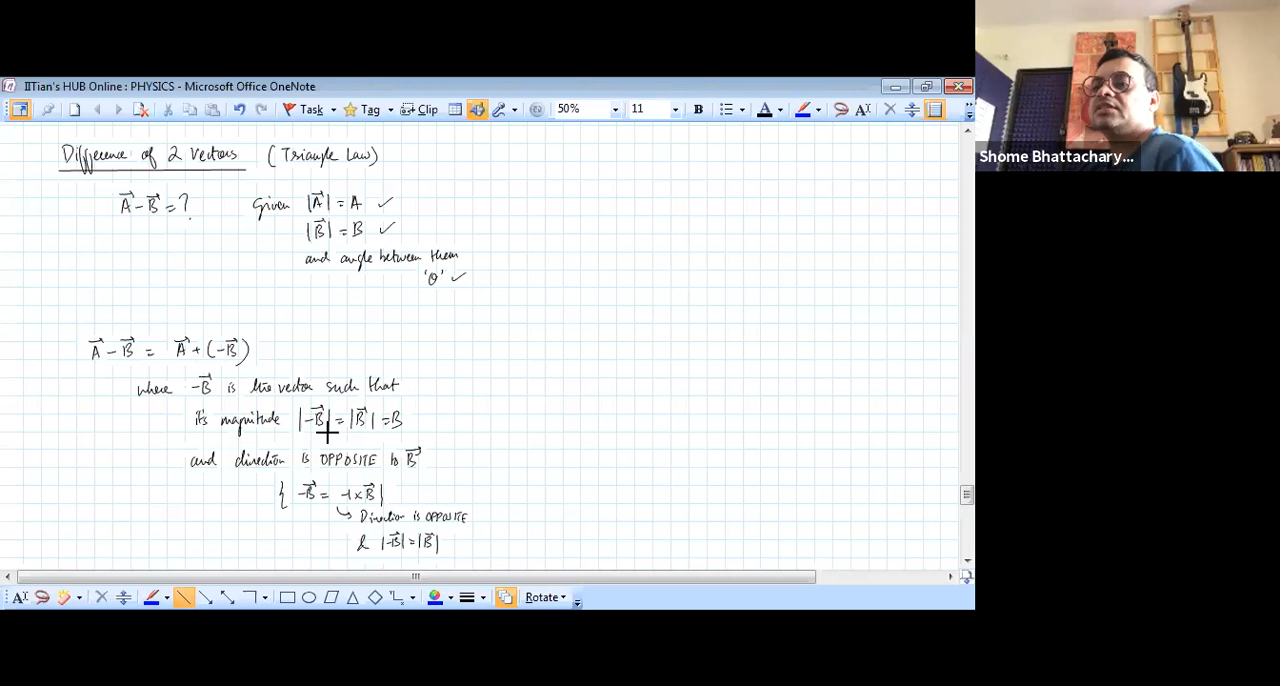 IITian's HUB Online : PHYSICS - Microsoft Office OneNote
Task Tag Clip 50% 11 B A
Shome Bhattachary...
Difference of 2 Vectors (Triangle Law)
A⃗ - B⃗ = ? Given |A⃗| = A ✓
|B⃗| = B ✓
and angle between them
'θ' ✓
A⃗ - B⃗ = A⃗ + (-B⃗)
where -B⃗ is the vector such that
its magnitude |-B⃗| = |B⃗| = B
and direction is OPPOSITE to B⃗
{ -B⃗ = -1 × B⃗ |
↳ Direction is OPPOSITE
& |-B⃗| = |B⃗|
Rotate